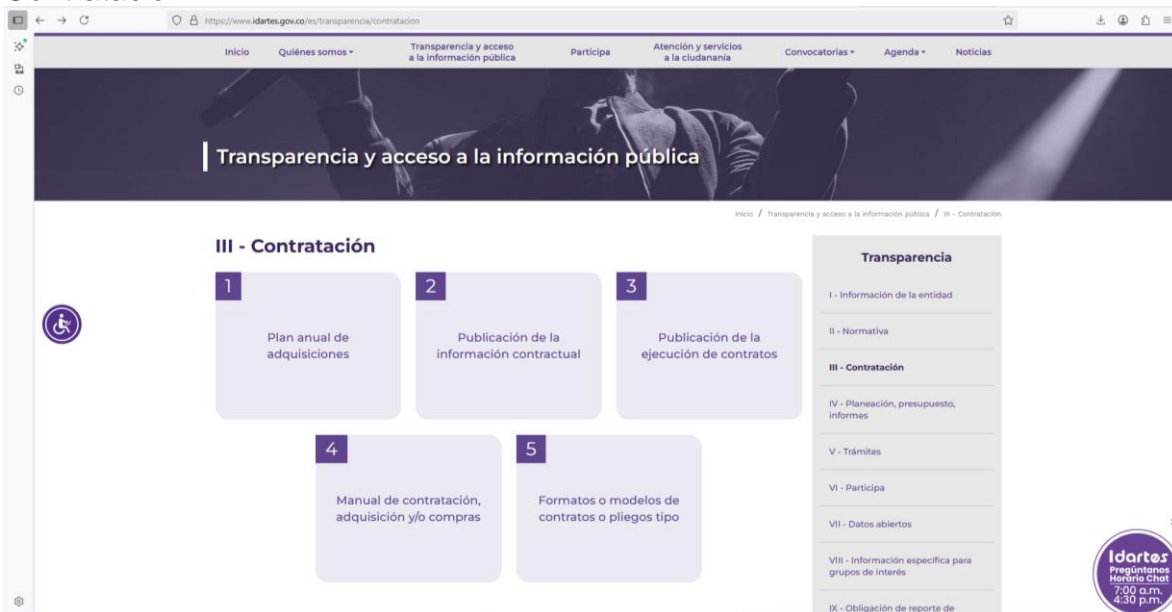 https://www.idartes.gov.co/es/transparencia/contratacion
Inicio
Quiénes somos
Transparencia y acceso
a la información pública
Participa
Atención y servicios
a la ciudananía
Convocatorias
Agenda
Noticias
Transparencia y acceso a la información pública
Inicio / Transparencia y acceso a la información pública / III - Contratación
III - Contratación
1
Plan anual de
adquisiciones
2
Publicación de la
información contractual
3
Publicación de la
ejecución de contratos
4
Manual de contratación,
adquisición y/o compras
5
Formatos o modelos de
contratos o pliegos tipo
Transparencia
I - Información de la entidad
II - Normativa
III - Contratación
IV - Planeación, presupuesto,
informes
V - Trámites
VI - Participa
VII - Datos abiertos
VIII - Información específica para
grupos de interés
IX - Obligación de reporte de
Idartes
Pregúntanos
Horario Chat
7:00 a.m.
4:30 p.m.